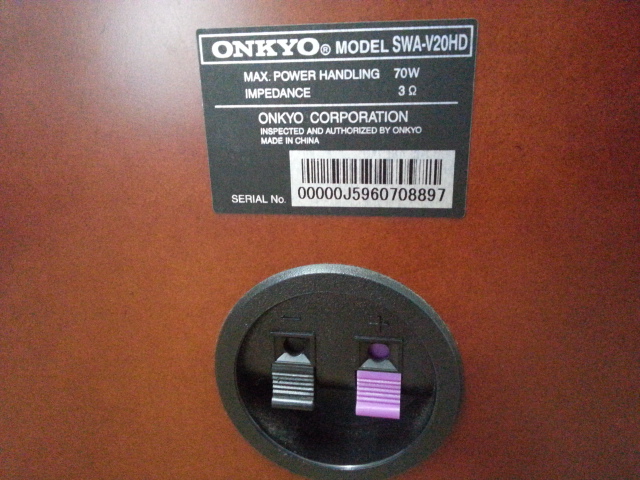 ONKYO® MODEL SWA-V20HD
MAX. POWER HANDLING 70W
IMPEDANCE 3 Ω
ONKYO CORPORATION
INSPECTED AND AUTHORIZED BY ONKYO
MADE IN CHINA
SERIAL No. 00000J5960708897
− +